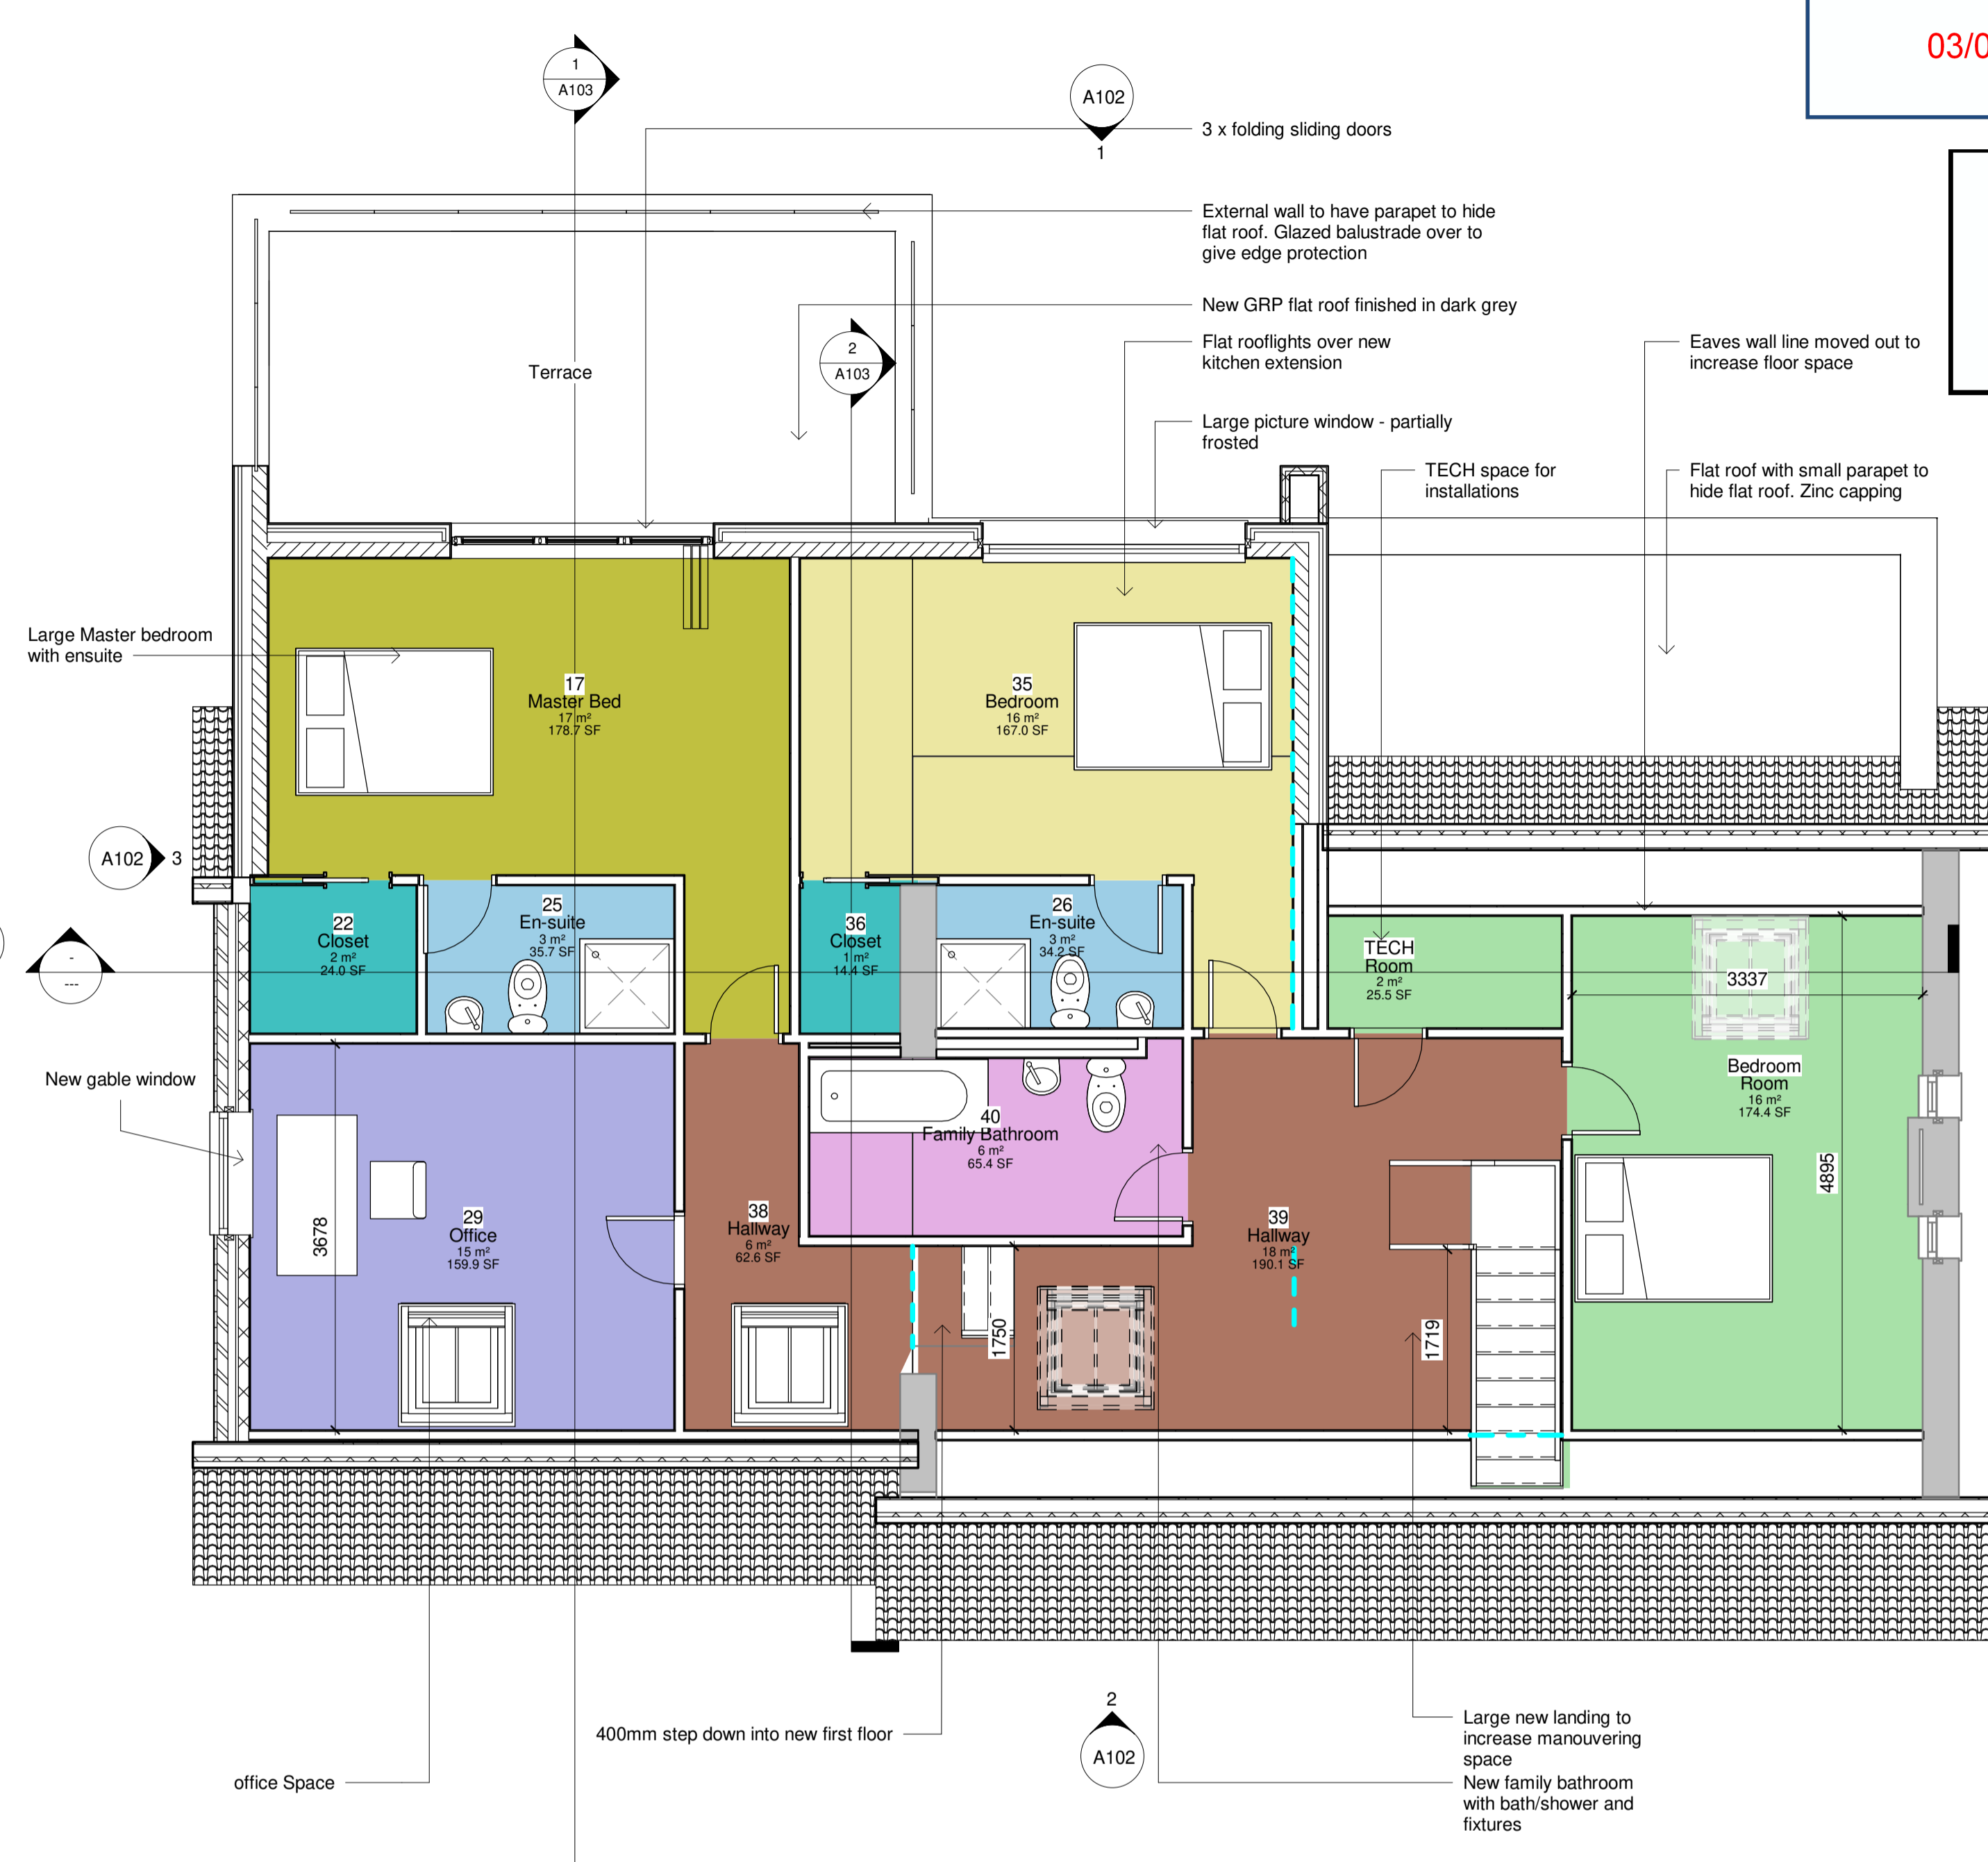 03/0
1
A103
A102
1
3 x folding sliding doors
External wall to have parapet to hide
flat roof. Glazed balustrade over to
give edge protection
New GRP flat roof finished in dark grey
Flat rooflights over new
kitchen extension
Eaves wall line moved out to
increase floor space
2
A103
Terrace
Large picture window - partially
frosted
TECH space for
installations
Flat roof with small parapet to
hide flat roof. Zinc capping
Large Master bedroom
with ensuite
17
Master Bed
17 m²
178.7 SF
35
Bedroom
16 m²
167.0 SF
A102
3
22
Closet
2 m²
24.0 SF
25
En-suite
3 m²
35.7 SF
36
Closet
1 m²
14.4 SF
26
En-suite
3 m²
34.2 SF
TECH
Room
2 m²
25.5 SF
3337
-
---
New gable window
Bedroom
Room
16 m²
174.4 SF
40
Family Bathroom
6 m²
65.4 SF
4895
3678
29
Office
15 m²
159.9 SF
38
Hallway
6 m²
62.6 SF
39
Hallway
18 m²
190.1 SF
1750
1719
400mm step down into new first floor
office Space
2
A102
Large new landing to
increase manouvering
space
New family bathroom
with bath/shower and
fixtures